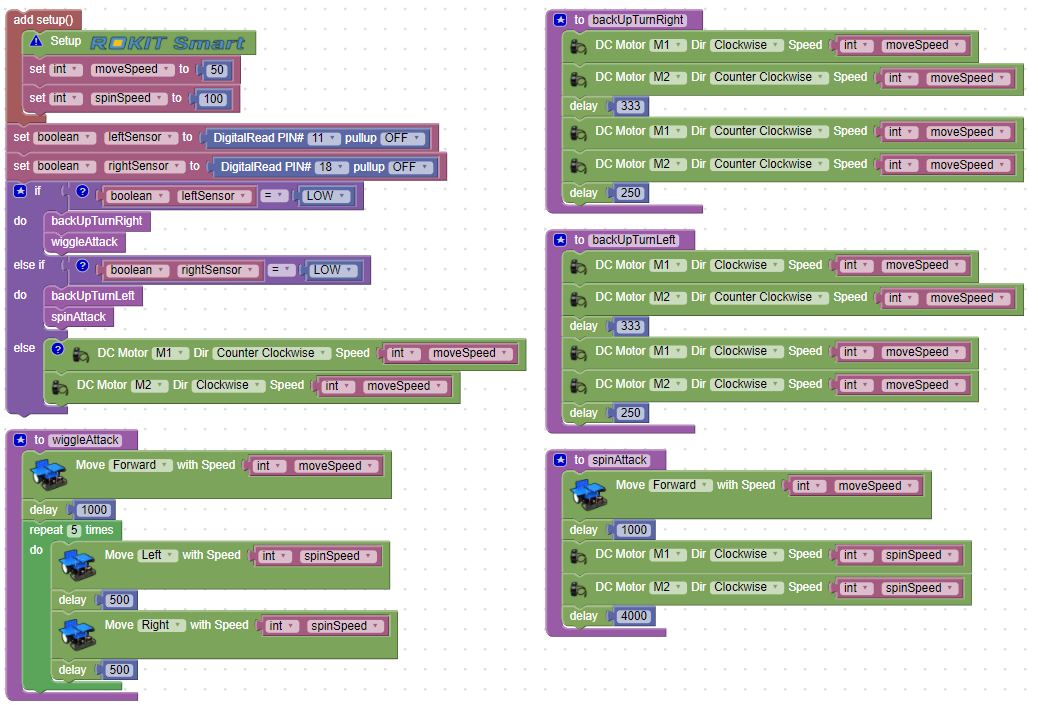 add setup()
Setup ROKIT Smart
set int moveSpeed to 50
set int spinSpeed to 100
set boolean leftSensor to DigitalRead PIN# 11 pullup OFF
set boolean rightSensor to DigitalRead PIN# 18 pullup OFF
if ? boolean leftSensor = LOW
do backUpTurnRight
wiggleAttack
else if ? boolean rightSensor = LOW
do backUpTurnLeft
spinAttack
else ? DC Motor M1 Dir Counter Clockwise Speed int moveSpeed
DC Motor M2 Dir Clockwise Speed int moveSpeed
to wiggleAttack
Move Forward with Speed int moveSpeed
delay 1000
repeat 5 times
do Move Left with Speed int spinSpeed
delay 500
Move Right with Speed int spinSpeed
delay 500
to backUpTurnRight
DC Motor M1 Dir Clockwise Speed int moveSpeed
DC Motor M2 Dir Counter Clockwise Speed int moveSpeed
delay 333
DC Motor M1 Dir Counter Clockwise Speed int moveSpeed
DC Motor M2 Dir Counter Clockwise Speed int moveSpeed
delay 250
to backUpTurnLeft
DC Motor M1 Dir Clockwise Speed int moveSpeed
DC Motor M2 Dir Counter Clockwise Speed int moveSpeed
delay 333
DC Motor M1 Dir Clockwise Speed int moveSpeed
DC Motor M2 Dir Clockwise Speed int moveSpeed
delay 250
to spinAttack
Move Forward with Speed int moveSpeed
delay 1000
DC Motor M1 Dir Clockwise Speed int spinSpeed
DC Motor M2 Dir Clockwise Speed int spinSpeed
delay 4000